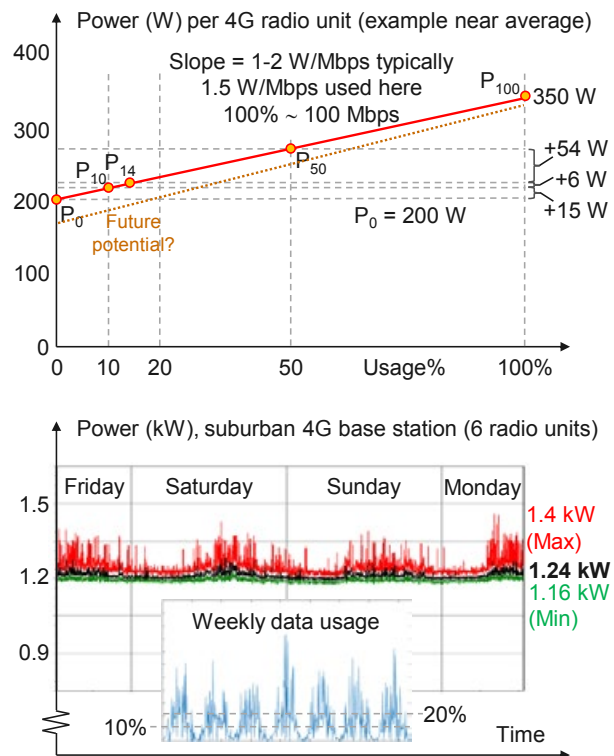 Power (W) per 4G radio unit (example near average)
400
Slope = 1-2 W/Mbps typically
1.5 W/Mbps used here
100% ~ 100 Mbps
P100
350 W
300
+54 W
P10
P14
P50
+6 W
200
P0
P0 = 200 W
+15 W
Future
potential?
100
0
0
10
20
50
Usage%
100%
Power (kW), suburban 4G base station (6 radio units)
Friday
Saturday
Sunday
Monday
1.5
1.4 kW
(Max)
1.2
1.24 kW
1.16 kW
(Min)
Weekly data usage
0.9
10%
20%
Time